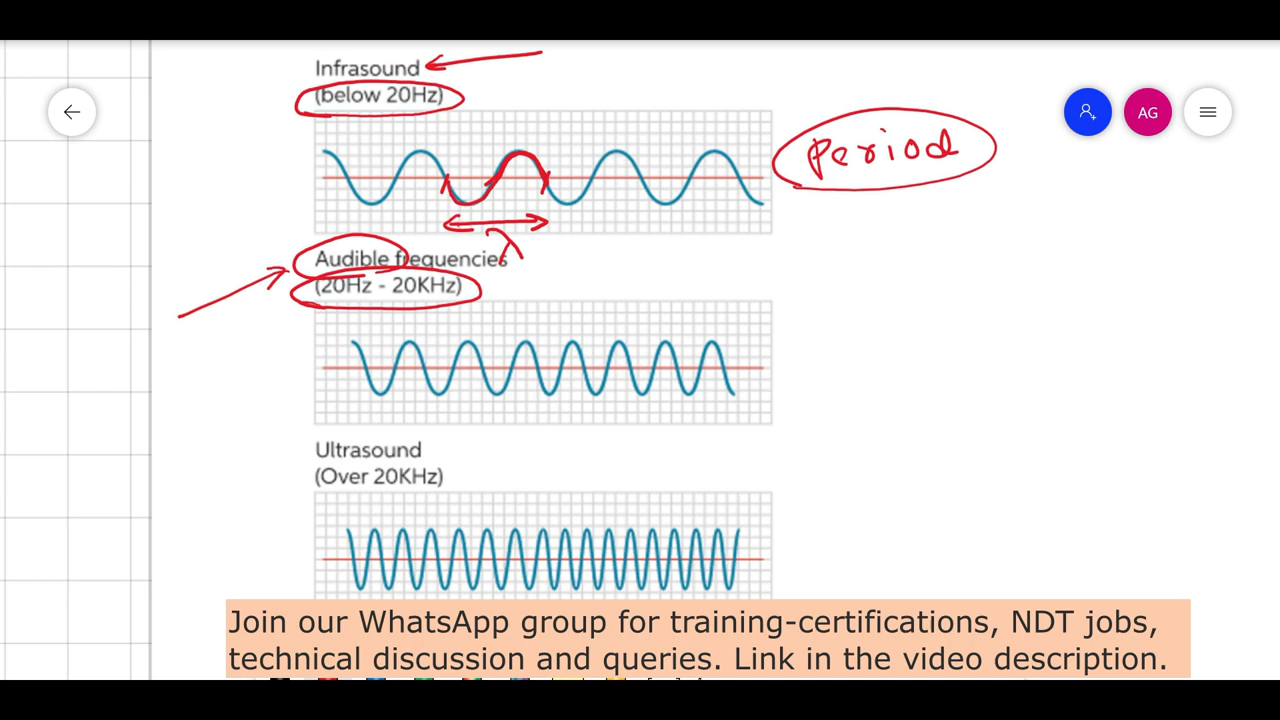 Infrasound
(below 20Hz)
Period
AG
λ
Audible frequencies
(20Hz - 20KHz)
Ultrasound
(Over 20KHz)
Join our WhatsApp group for training-certifications, NDT jobs,
technical discussion and queries. Link in the video description.